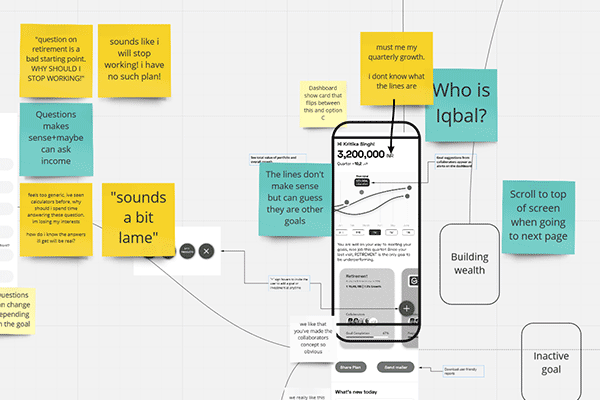 "question on
retirement is a
bad starting point.
WHY SHOULD I
STOP WORKING!"
sounds like i
will stop
working! i have
no such plan!
must me my
quarterly growth.
i dont know what
the lines are
Who is
Iqbal?
Dashboard
show card that
flips between
this and option
C
Questions
makes
sense+maybe
can ask
income
Hi Kritika Singh!
3,200,000 INR
The lines don't
make sense
but can guess
they are other
goals
Scroll to top
of screen
when going
to next page
feels too generic, ive seen
calculators before. why
should i spend time
answering these question,
im losing my interests
how do i know the answers
ill get will be real?
"sounds
a bit
lame"
You are well on your way to meeting your
Retirement
Building
wealth
Questions
can change
depending
on the goal
we like that
you've made the
collaborators
concept so
obvious
Inactive
goal
Share Plan
Send mailer
What's new today
we really like this